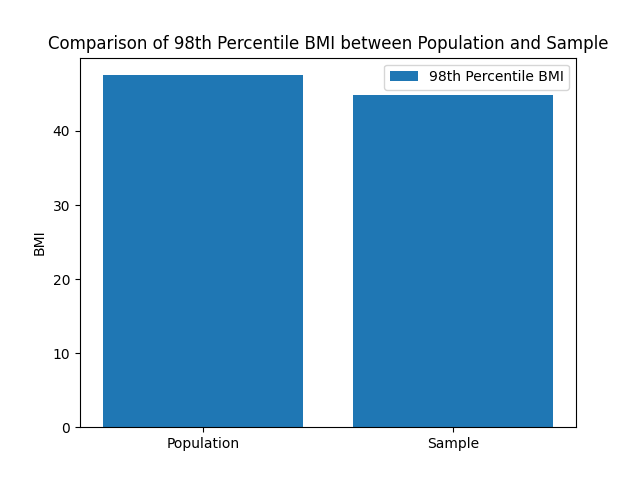 Comparison of 98th Percentile BMI between Population and Sample
98th Percentile BMI
40
30
20
10
0
BMI
Population
Sample